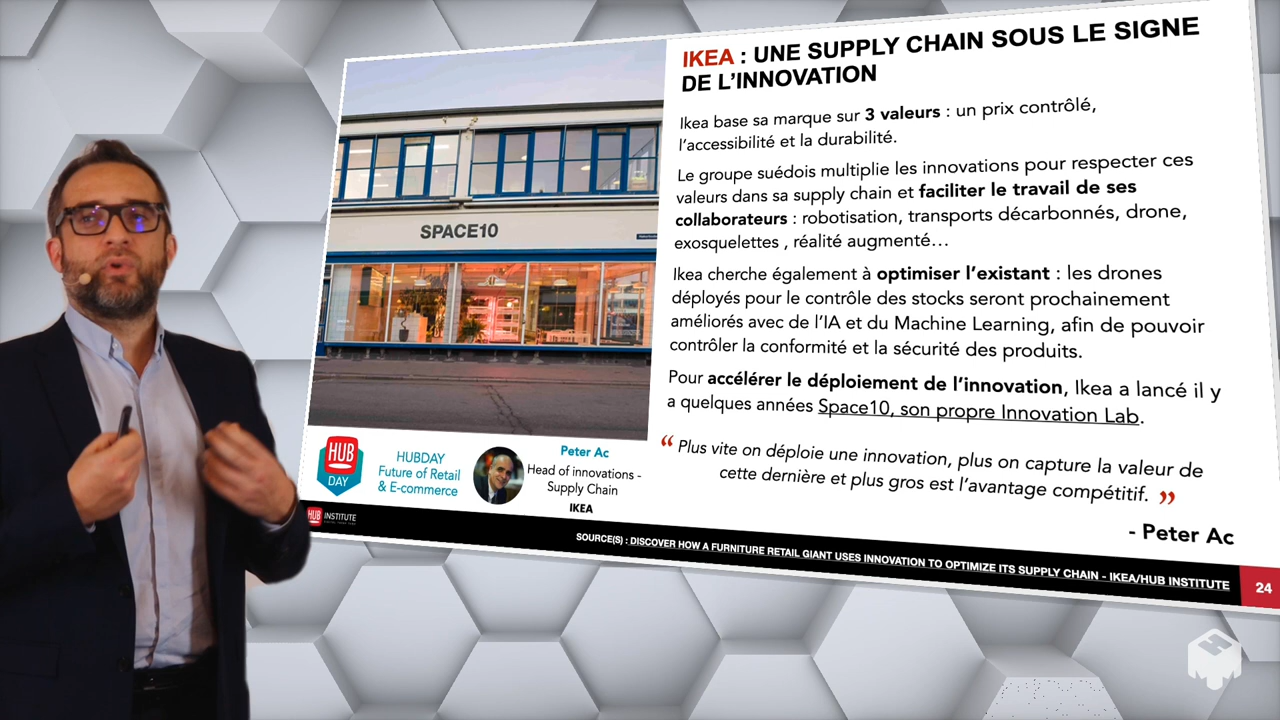 IKEA : UNE SUPPLY CHAIN SOUS LE SIGNE
DE L'INNOVATION
Ikea base sa marque sur 3 valeurs : un prix contrôlé,
l'accessibilité et la durabilité.
Le groupe suédois multiplie les innovations pour respecter ces
valeurs dans sa supply chain et faciliter le travail de ses
collaborateurs : robotisation, transports décarbonnés, drone,
exosquelettes , réalité augmenté…
Ikea cherche également à optimiser l'existant : les drones
déployés pour le contrôle des stocks seront prochainement
améliorés avec de l'IA et du Machine Learning, afin de pouvoir
contrôler la conformité et la sécurité des produits.
Pour accélérer le déploiement de l'innovation, Ikea a lancé il y
a quelques années Space10, son propre Innovation Lab.
“ Plus vite on déploie une innovation, plus on capture la valeur de
cette dernière et plus gros est l'avantage compétitif. ”
- Peter Ac
SPACE10
HUB
DAY
HUBDAY
Future of Retail
& E-commerce
Peter Ac
Head of innovations -
Supply Chain
IKEA
HUB INSTITUTE
SOURCE(S) : DISCOVER HOW A FURNITURE RETAIL GIANT USES INNOVATION TO OPTIMIZE ITS SUPPLY CHAIN - IKEA/HUB INSTITUTE
24